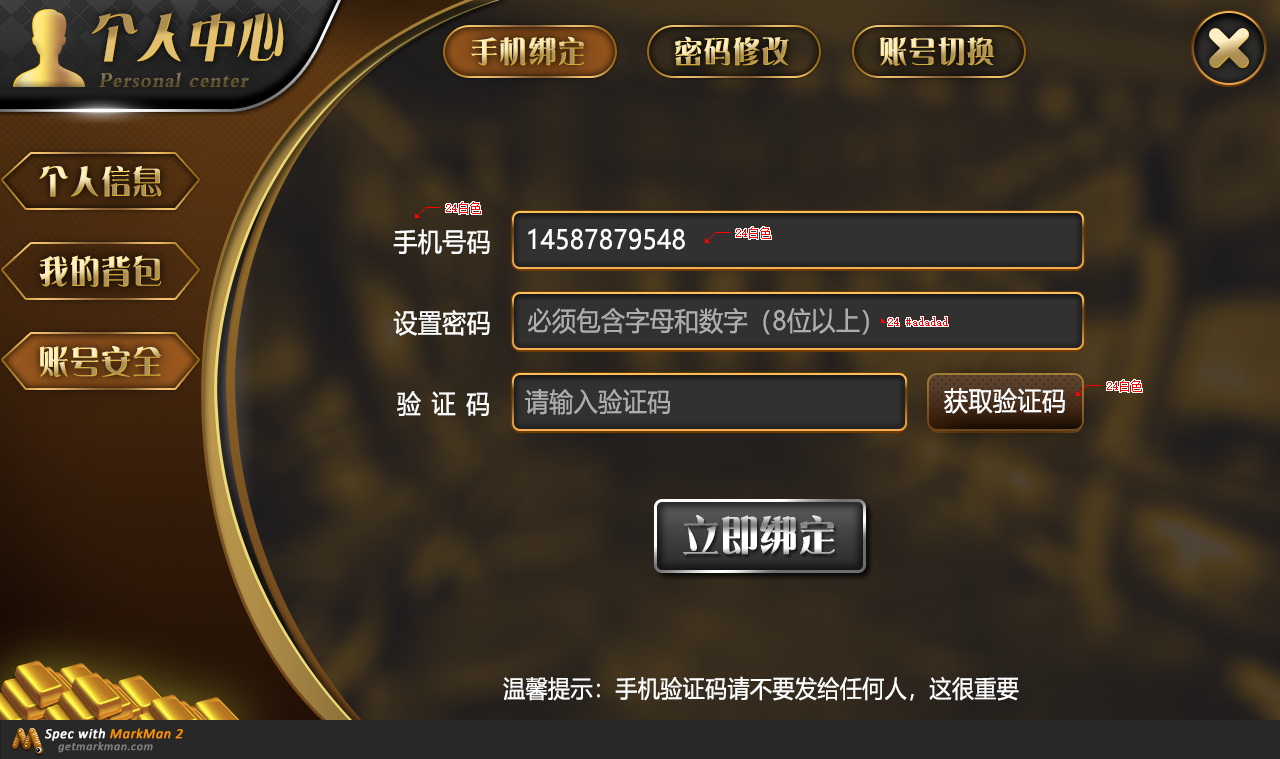 个人中心
Personal center
手机绑定
密码修改
账号切换
个人信息
我的背包
账号安全
24白色
手机号码
14587879548
24白色
设置密码
必须包含字母和数字（8位以上）
24 #adadad
验 证 码
请输入验证码
获取验证码
24白色
立即绑定
温馨提示：手机验证码请不要发给任何人，这很重要
Spec with MarkMan 2
getmarkman.com